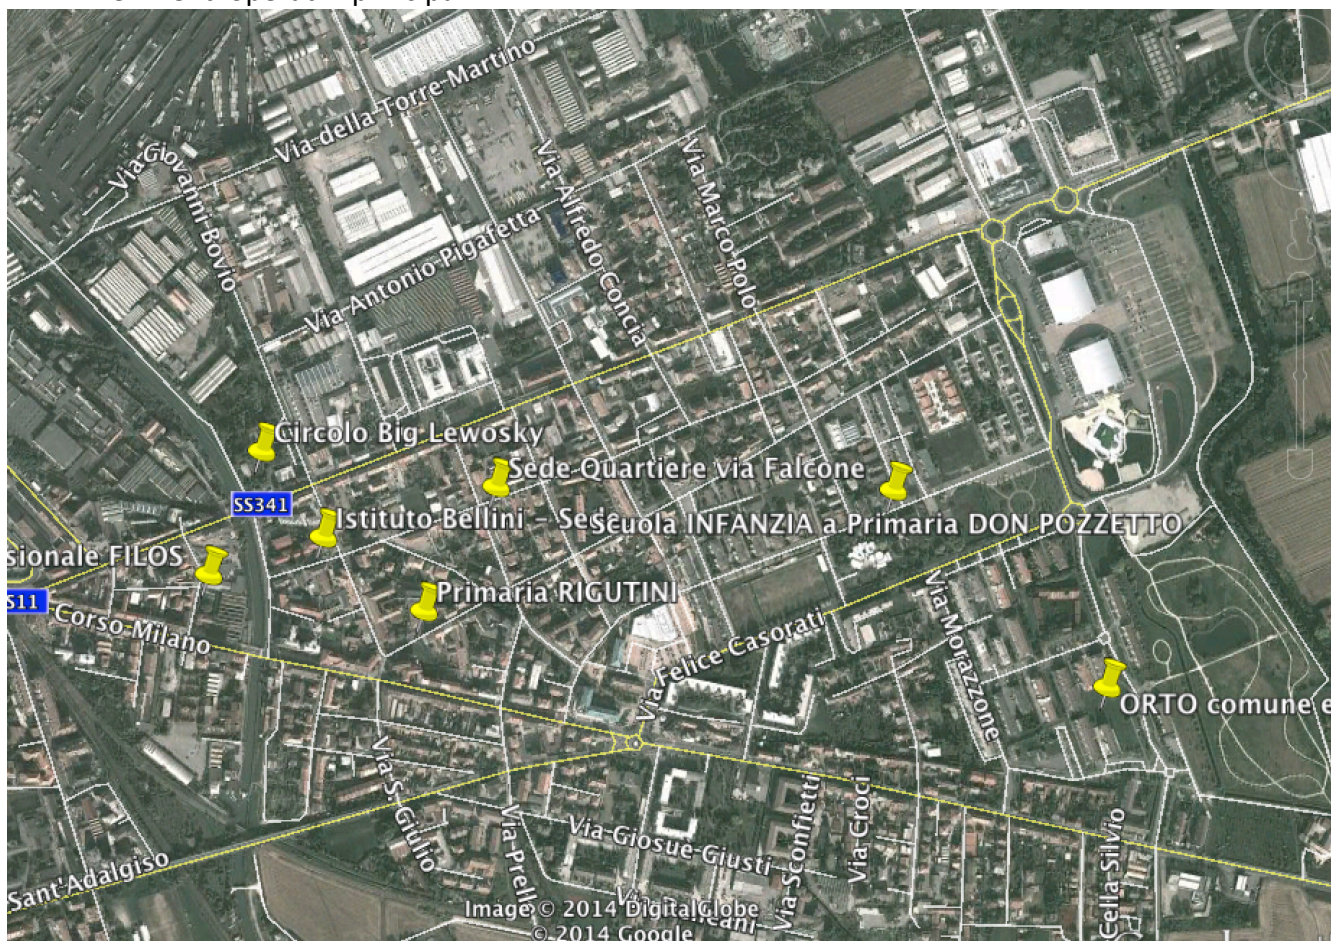 Via della Torre Martino
Via Giovanni Bovio
Via Alfredo Concia
Via Marco Polo
Via Antonio Pigafetta
Circolo Big Lewosky
Sede Quartiere via Falcone
SS341
Istituto Bellini - Sede
Scuola INFANZIA a Primaria DON POZZETTO
sionale FILOS
Primaria RIGUTINI
S11
Corso Milano
Via Felice Casorati
Via Morazzone
ORTO comune e
Via S. Giulio
Via Prelle
Via Giosuè Giusti
Via Sconfietti
Via Croci
Cella Silvio
Sant'Adalgiso
Image © 2014 DigitalGlobe
© 2014 Google